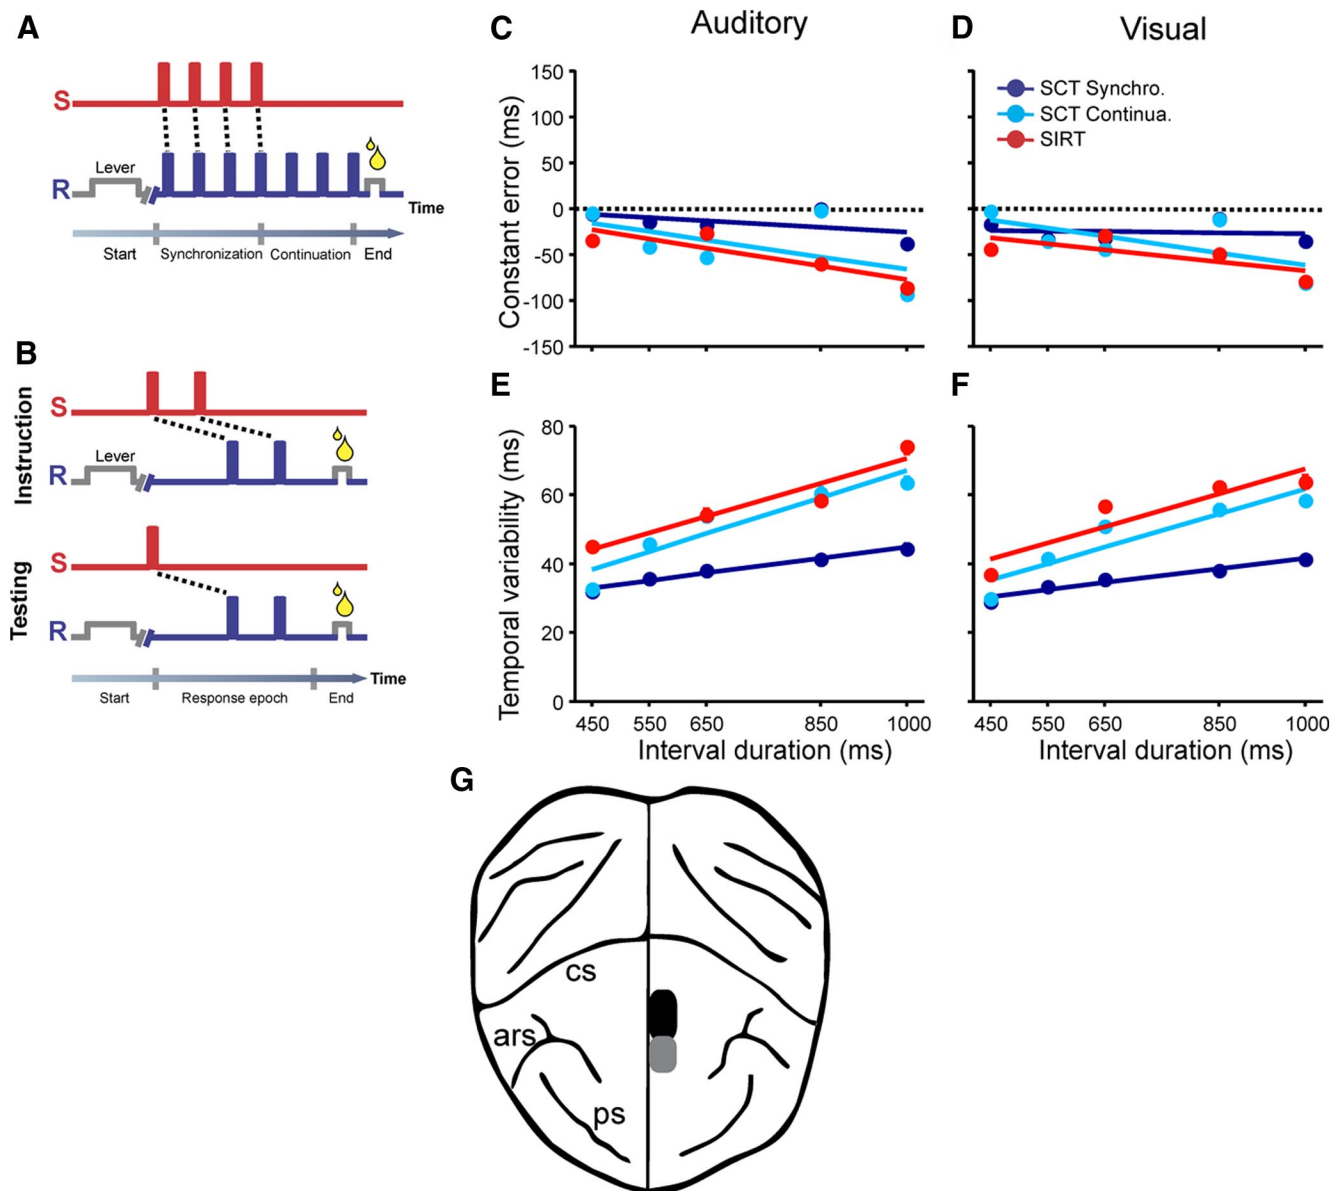 A
S
Lever
R
Time
Start Synchronization Continuation End
B
Instruction
S
Lever
R
Testing
S
R
Time
Start Response epoch End
C
Auditory
Constant error (ms)
150
100
50
0
-50
-100
-150
D
Visual
SCT Synchro.
SCT Continua.
SIRT
E
Temporal variability (ms)
80
60
40
20
0
450 550 650 850 1000
Interval duration (ms)
F
450 550 650 850 1000
Interval duration (ms)
G
cs
ars
ps